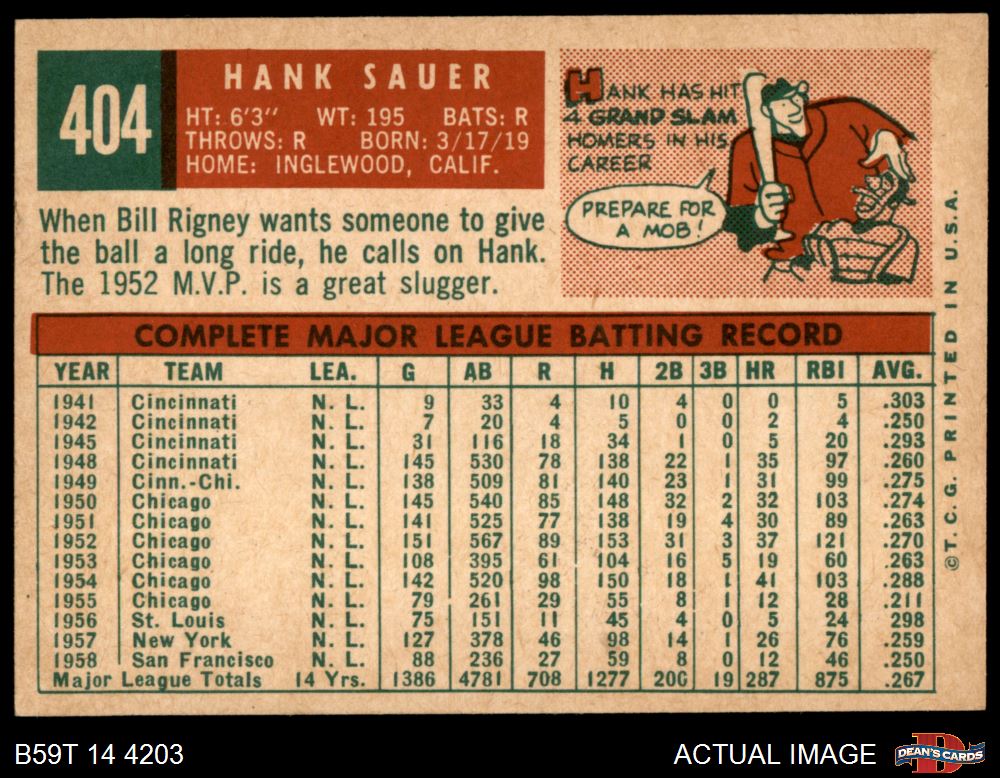 404
HANK SAUER
HT: 6'3" WT: 195 BATS: R
THROWS: R BORN: 3/17/19
HOME: INGLEWOOD, CALIF.
HANK HAS HIT
4 GRAND SLAM
HOMERS IN HIS
CAREER
PREPARE FOR
A MOB!
When Bill Rigney wants someone to give
the ball a long ride, he calls on Hank.
The 1952 M.V.P. is a great slugger.
COMPLETE MAJOR LEAGUE BATTING RECORD
YEAR TEAM LEA. G AB R H 2B 3B HR RBI AVG.
1941 Cincinnati N. L. 9 33 4 10 4 0 0 5 .303
1942 Cincinnati N. L. 7 20 4 5 0 0 2 4 .250
1945 Cincinnati N. L. 31 116 18 34 1 0 5 20 .293
1948 Cincinnati N. L. 145 530 78 138 22 1 35 97 .260
1949 Cinn.-Chi. N. L. 138 509 81 140 23 1 31 99 .275
1950 Chicago N. L. 145 540 85 148 32 2 32 103 .274
1951 Chicago N. L. 141 525 77 138 19 4 30 89 .263
1952 Chicago N. L. 151 567 89 153 31 3 37 121 .270
1953 Chicago N. L. 108 395 61 104 16 5 19 60 .263
1954 Chicago N. L. 142 520 98 150 18 1 41 103 .288
1955 Chicago N. L. 79 261 29 55 8 1 12 28 .211
1956 St. Louis N. L. 75 151 11 45 4 0 5 24 .298
1957 New York N. L. 127 378 46 98 14 1 26 76 .259
1958 San Francisco N. L. 88 236 27 59 8 0 12 46 .250
Major League Totals 14 Yrs. 1386 4781 708 1277 200 19 287 875 .267
©T. C. G. PRINTED IN U.S.A.
B59T 14 4203
ACTUAL IMAGE
DEAN'S CARDS